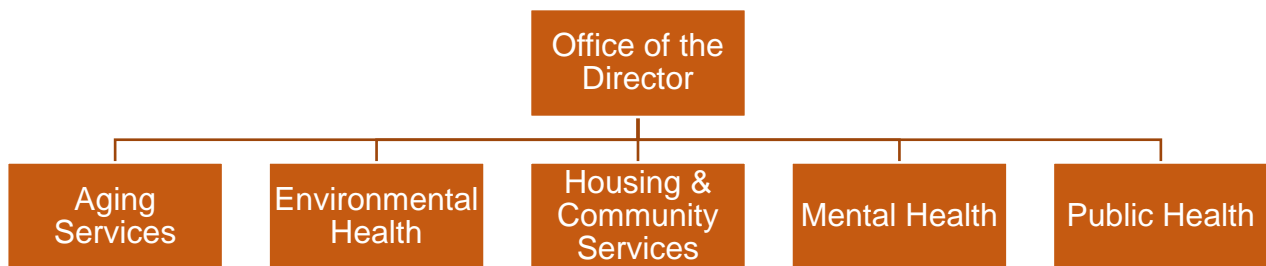 Office of the
Director
Aging
Services
Environmental
Health
Housing &
Community
Services
Mental Health
Public Health